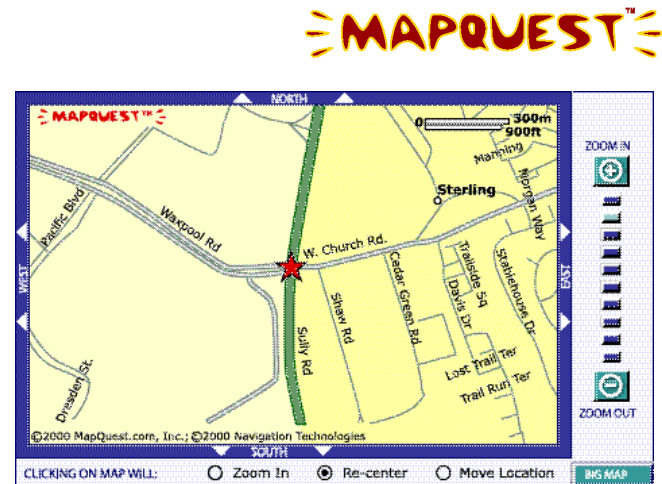 MAPQUEST™
NORTH
MAPQUEST™
0 300m
900ft
ZOOM IN
Manning
Sterling
Morgan Way
Pacific Blvd
Waxpool Rd
W. Church Rd.
WEST
EAST
Trailside Sq
Stablehouse Dr
Cedar Green Rd
Davis Dr
Shaw Rd
Sully Rd
Lost Trail Ter
Trail Run Ter
Dresden St.
ZOOM OUT
©2000 MapQuest.com, Inc.; ©2000 Navigation Technologies
SOUTH
CLICKING ON MAP WILL: Zoom In Re-center Move Location BIG MAP